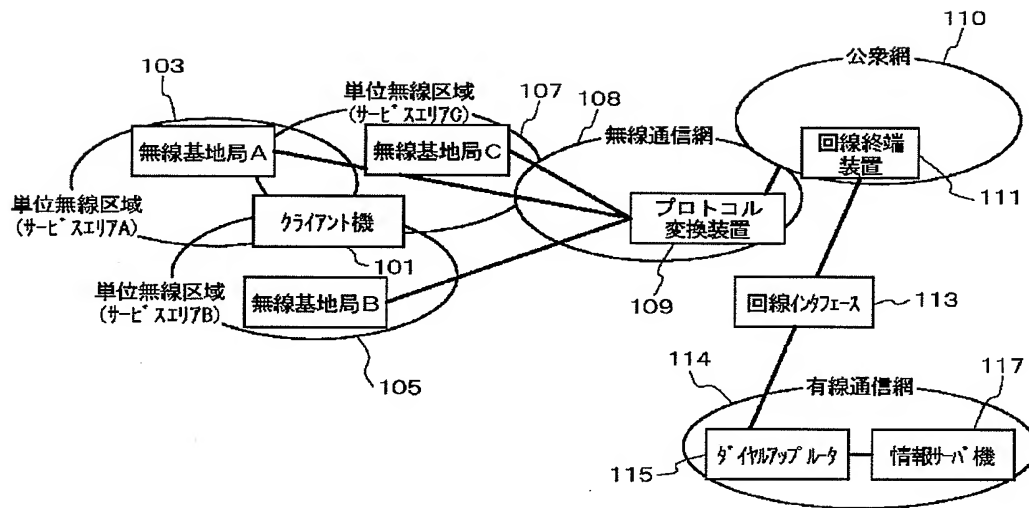 110
公衆網
103
単位無線区域
(サービスエリアC)
107
108
無線通信網
無線基地局A
無線基地局C
回線終端
装置
111
単位無線区域
(サービスエリアA)
クライアント機
プロトコル
変換装置
101
109
単位無線区域
(サービスエリアB)
無線基地局B
回線インタフェース
113
105
114
117
有線通信網
ダイヤルアップルータ
情報サーバ機
115